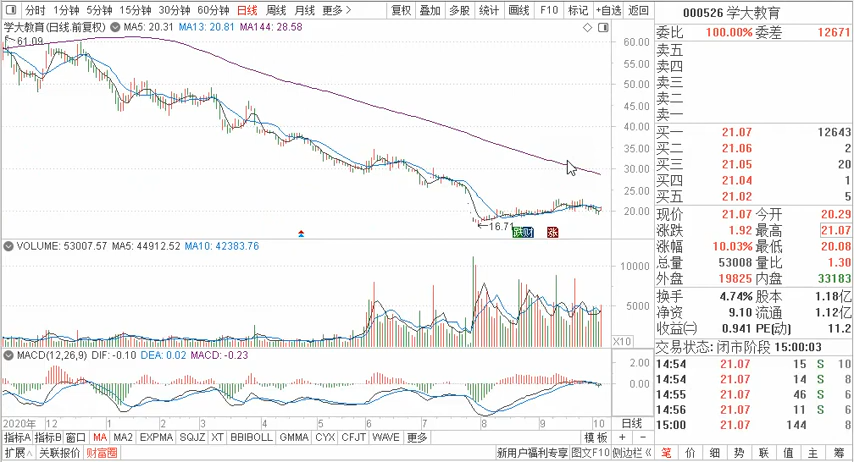 分时 1分钟 5分钟 15分钟 30分钟 60分钟 日线 周线 月线 更多 复权 叠加 多股 统计 画线 F10 标记 +自选 返回
学大教育(日线.前复权) MA5: 20.31 MA13: 20.81 MA144: 28.58
61.09
60.00
55.00
50.00
45.00
40.00
35.00
30.00
25.00
20.00
16.71
跌 财 涨
VOLUME: 53007.57 MA5: 44912.52 MA10: 42383.76
10000
5000
X10
MACD(12,26,9) DIF: -0.10 DEA: 0.02 MACD: -0.23
2.00
0.00
2020年 12 1 2 3 4 5 6 7 8 9 10 日线
指标A 指标B 窗口 MA MA2 EXPMA SQJZ XT BBIBOLL GMMA CYX CFJT WAVE 更多 模板 + −
扩展∧ 关联报价 财富圈 新用户福利专享 图文F10 侧边栏《
000526 学大教育
委比 100.00% 委差 12671
卖五
卖四
卖三
卖二
卖一
买一 21.07 12643
买二 21.06 2
买三 21.05 20
买四 21.04 1
买五 21.02 5
现价 21.07 今开 20.29
涨跌 1.92 最高 21.07
涨幅 10.03% 最低 20.08
总量 53008 量比 1.30
外盘 19825 内盘 33183
换手 4.74% 股本 1.18亿
净资 9.10 流通 1.12亿
收益㈡ 0.941 PE(动) 11.2
交易状态: 闭市阶段 15:00:03
14:54 21.07 15 S 10
14:54 21.07 14 S 8
14:55 21.07 46 S 6
14:56 21.07 11 S 6
15:00 21.07 144 8
笔 价 细 势 联 值 主 筹